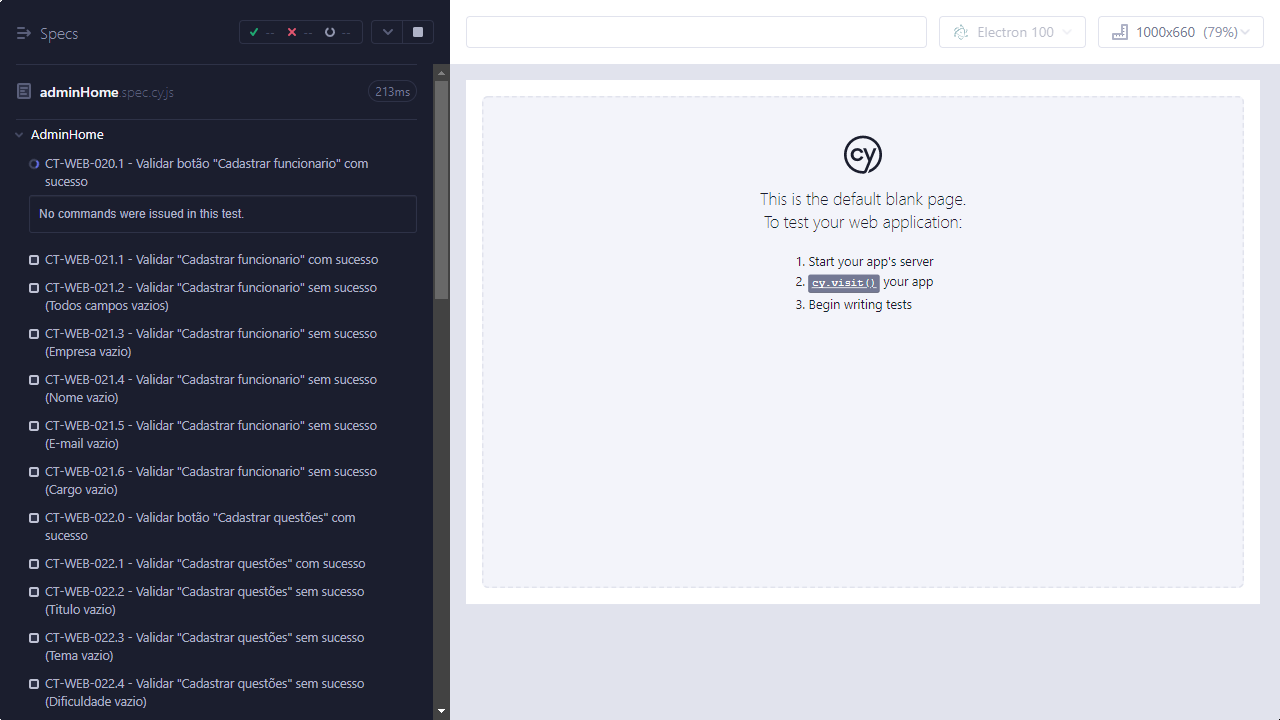 Specs
--
--
--
Electron 100
1000x660 (79%)
adminHome.spec.cy.js
213ms
AdminHome
CT-WEB-020.1 - Validar botão "Cadastrar funcionario" com
sucesso
No commands were issued in this test.
CT-WEB-021.1 - Validar "Cadastrar funcionario" com sucesso
CT-WEB-021.2 - Validar "Cadastrar funcionario" sem sucesso
(Todos campos vazios)
CT-WEB-021.3 - Validar "Cadastrar funcionario" sem sucesso
(Empresa vazio)
CT-WEB-021.4 - Validar "Cadastrar funcionario" sem sucesso
(Nome vazio)
CT-WEB-021.5 - Validar "Cadastrar funcionario" sem sucesso
(E-mail vazio)
CT-WEB-021.6 - Validar "Cadastrar funcionario" sem sucesso
(Cargo vazio)
CT-WEB-022.0 - Validar botão "Cadastrar questões" com
sucesso
CT-WEB-022.1 - Validar "Cadastrar questões" com sucesso
CT-WEB-022.2 - Validar "Cadastrar questões" sem sucesso
(Titulo vazio)
CT-WEB-022.3 - Validar "Cadastrar questões" sem sucesso
(Tema vazio)
CT-WEB-022.4 - Validar "Cadastrar questões" sem sucesso
(Dificuldade vazio)
cy
This is the default blank page.
To test your web application:
1. Start your app's server
2. cy.visit() your app
3. Begin writing tests